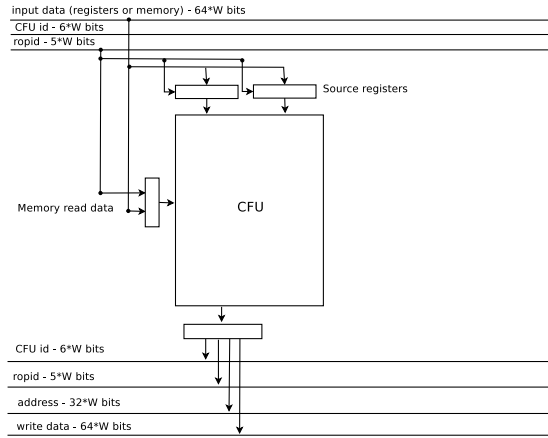 input data (registers or memory) - 64*W bits
CFU id - 6*W bits
ropid - 5*W bits
Source registers
CFU
Memory read data
CFU id - 6*W bits
ropid - 5*W bits
address - 32*W bits
write data - 64*W bits